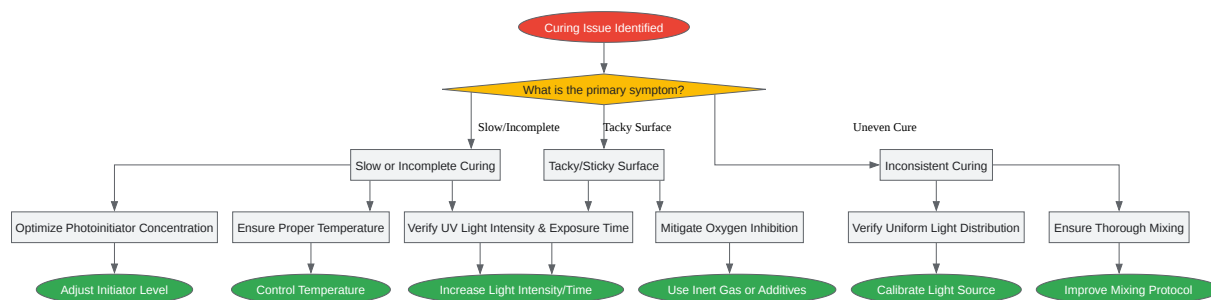 Curing Issue Identified
What is the primary symptom?
Slow/Incomplete
Tacky Surface
Uneven Cure
Slow or Incomplete Curing
Tacky/Sticky Surface
Inconsistent Curing
Optimize Photoinitiator Concentration
Ensure Proper Temperature
Verify UV Light Intensity & Exposure Time
Mitigate Oxygen Inhibition
Verify Uniform Light Distribution
Ensure Thorough Mixing
Adjust Initiator Level
Control Temperature
Increase Light Intensity/Time
Use Inert Gas or Additives
Calibrate Light Source
Improve Mixing Protocol